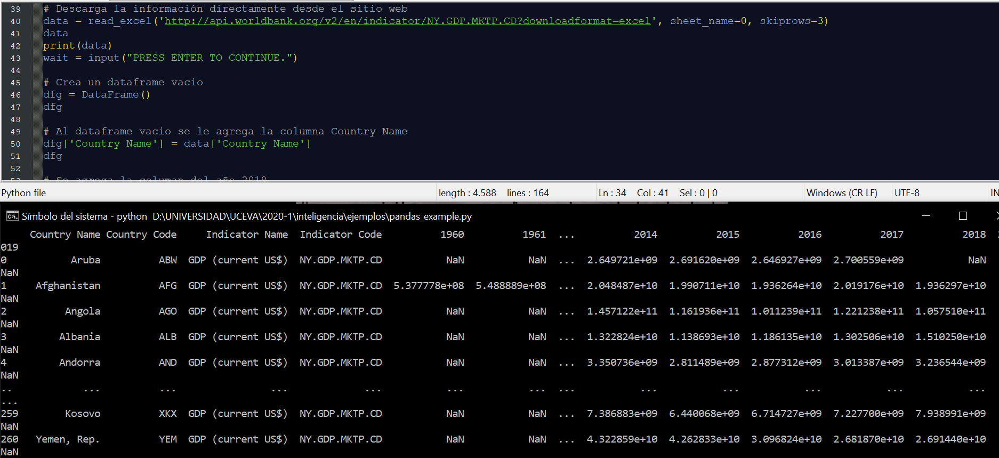 39 # Descarga la información directamente desde el sitio web
40 data = read_excel('http://api.worldbank.org/v2/en/indicator/NY.GDP.MKTP.CD?downloadformat=excel', sheet_name=0, skiprows=3)
41 data
42 print(data)
43 wait = input("PRESS ENTER TO CONTINUE.")
44
45 # Crea un dataframe vacio
46 dfg = DataFrame()
47 dfg
48
49 # Al dataframe vacio se le agrega la columna Country Name
50 dfg['Country Name'] = data['Country Name']
51 dfg
52
53 # Se agrega la columan del año 2018
Python file length : 4.588 lines : 164 Ln : 34 Col : 41 Sel : 0 | 0 Windows (CR LF) UTF-8 IN
Símbolo del sistema - python D:\UNIVERSIDAD\UCEVA\2020-1\inteligencia\ejemplos\pandas_example.py
Country Name Country Code Indicator Name Indicator Code 1960 1961 ... 2014 2015 2016 2017 2018
019
0 Aruba ABW GDP (current US$) NY.GDP.MKTP.CD NaN NaN ... 2.649721e+09 2.691620e+09 2.646927e+09 2.700559e+09 NaN
NaN
1 Afghanistan AFG GDP (current US$) NY.GDP.MKTP.CD 5.377778e+08 5.488889e+08 ... 2.048487e+10 1.990711e+10 1.936264e+10 2.019176e+10 1.936297e+10
NaN
2 Angola AGO GDP (current US$) NY.GDP.MKTP.CD NaN NaN ... 1.457122e+11 1.161936e+11 1.011239e+11 1.221238e+11 1.057510e+11
NaN
3 Albania ALB GDP (current US$) NY.GDP.MKTP.CD NaN NaN ... 1.322824e+10 1.138693e+10 1.186135e+10 1.302506e+10 1.510250e+10
NaN
4 Andorra AND GDP (current US$) NY.GDP.MKTP.CD NaN NaN ... 3.350736e+09 2.811489e+09 2.877312e+09 3.013387e+09 3.236544e+09
NaN
.. ... ... ... ... ... ... ... ... ... ... ... ...
...
259 Kosovo XKX GDP (current US$) NY.GDP.MKTP.CD NaN NaN ... 7.386883e+09 6.440068e+09 6.714727e+09 7.227700e+09 7.938991e+09
NaN
260 Yemen, Rep. YEM GDP (current US$) NY.GDP.MKTP.CD NaN NaN ... 4.322859e+10 4.262833e+10 3.096824e+10 2.681870e+10 2.691440e+10
NaN